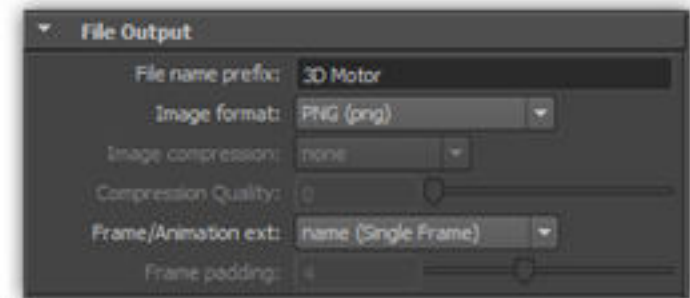 File Output
File name prefix: 3D Motor
Image format: PNG (png)
Image compression: none
Compression Quality: 0
Frame/Animation ext: name (Single Frame)
Frame padding: 4